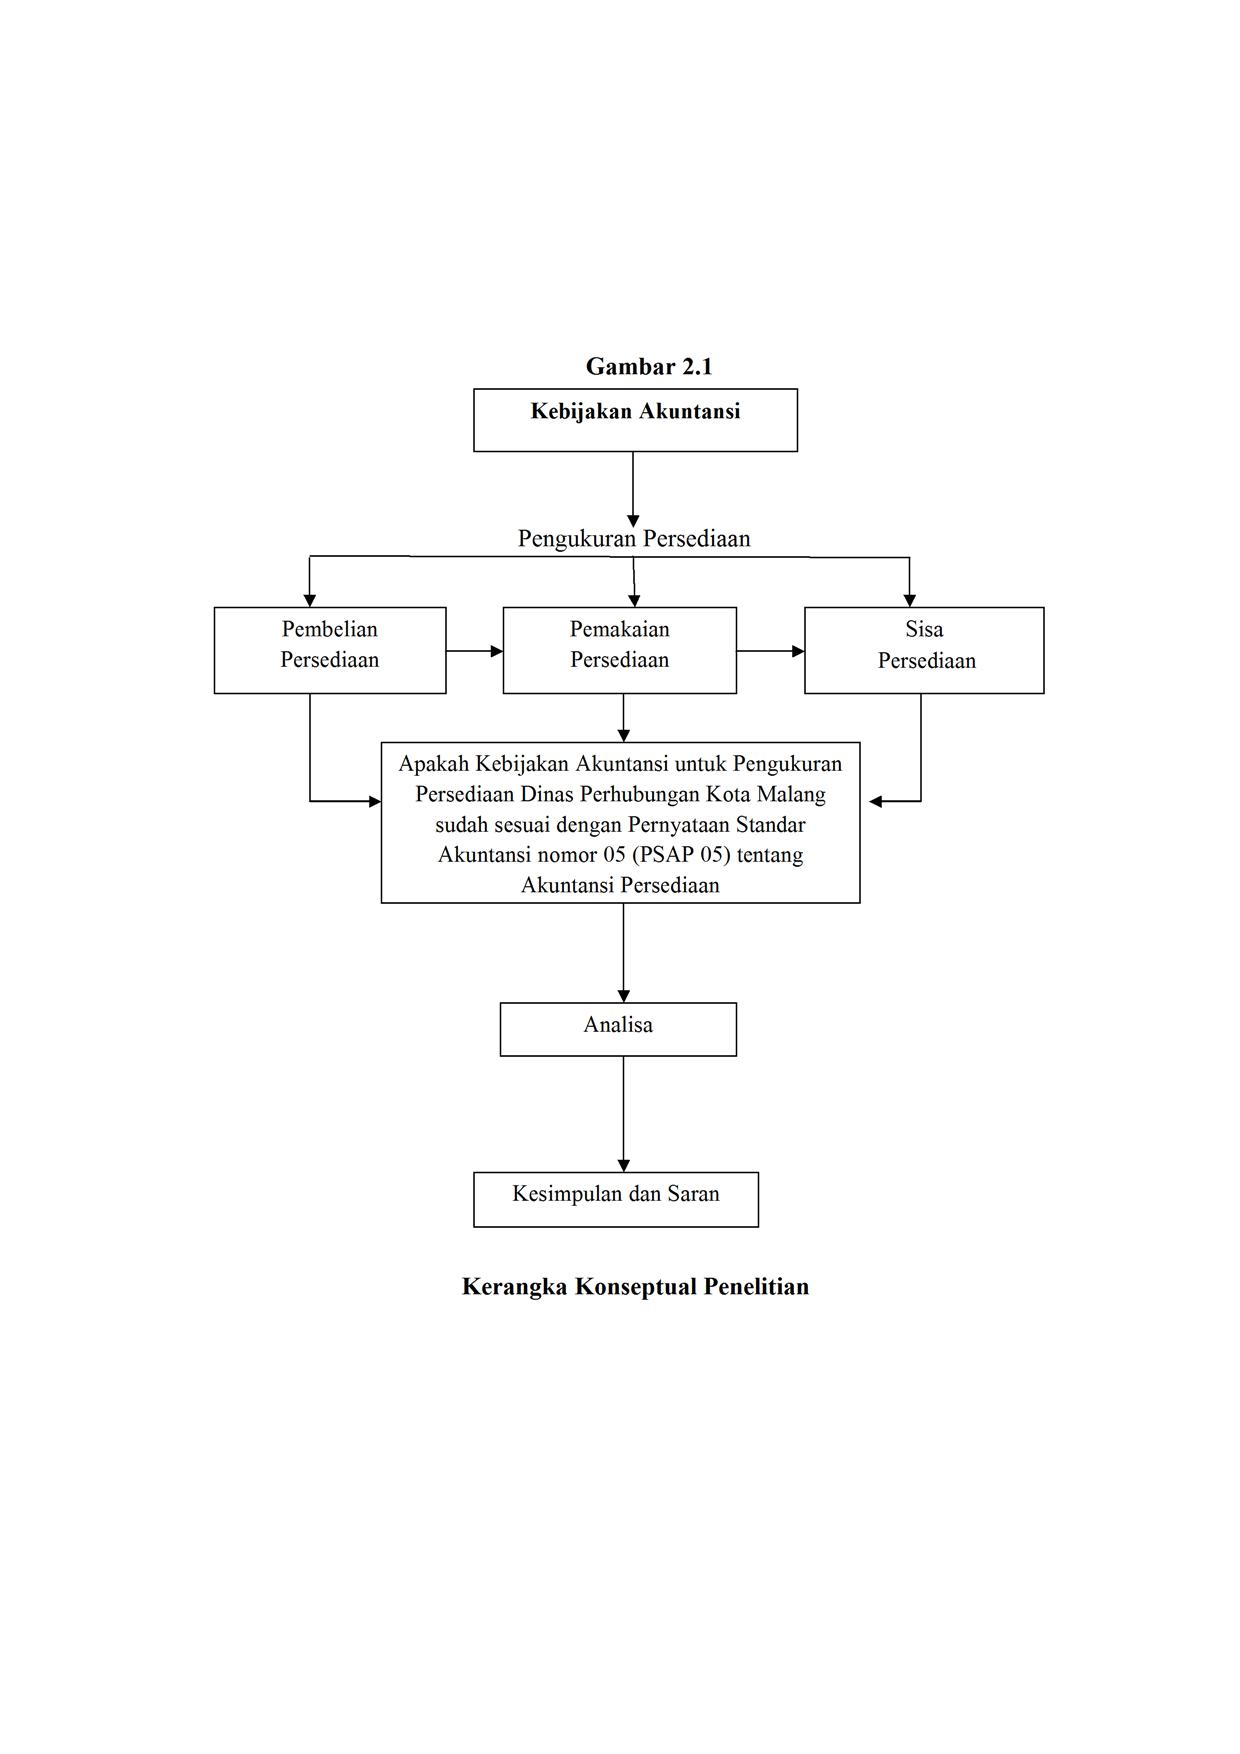 Gambar 2.1
Kebijakan Akuntansi
Pengukuran Persediaan
Pembelian
Persediaan
Pemakaian
Persediaan
Sisa
Persediaan
Apakah Kebijakan Akuntansi untuk Pengukuran
Persediaan Dinas Perhubungan Kota Malang
sudah sesuai dengan Pernyataan Standar
Akuntansi nomor 05 (PSAP 05) tentang
Akuntansi Persediaan
Analisa
Kesimpulan dan Saran
Kerangka Konseptual Penelitian